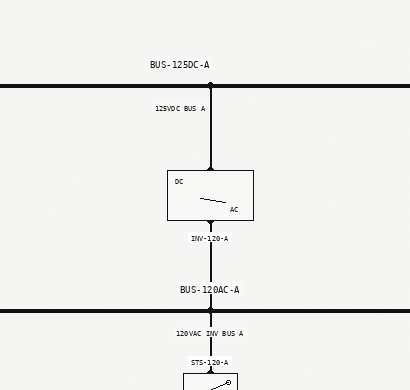 BUS-125DC-A
125VDC BUS A
DC
AC
INV-120-A
BUS-120AC-A
120VAC INV BUS A
STS-120-A